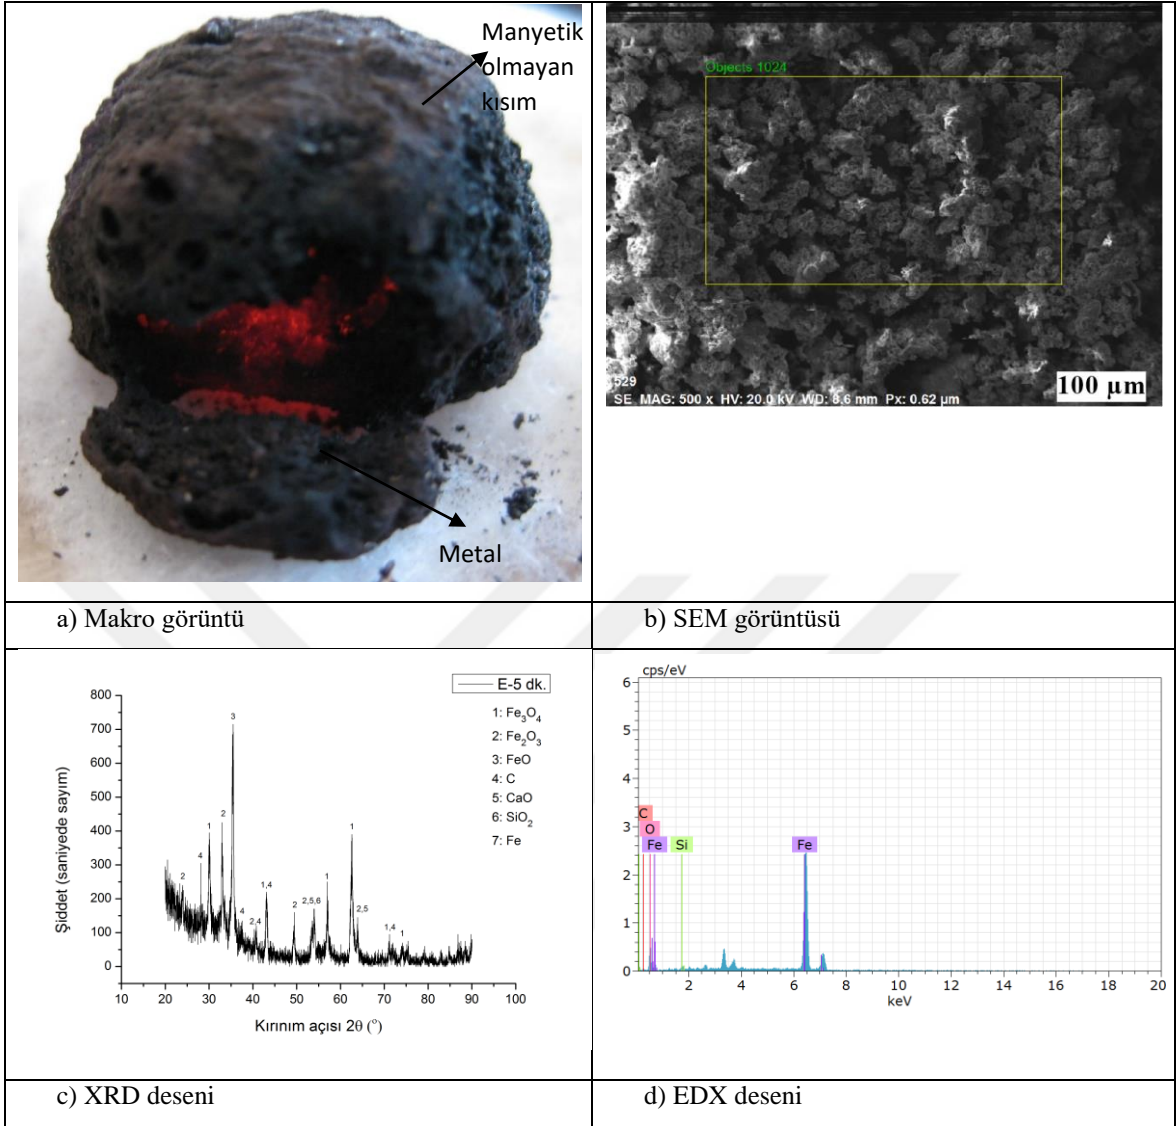 Manyetik
olmayan
kısım
Metal
Objects 1024
529
SE MAG: 500 x HV: 20.0 kV WD: 8.6 mm Px: 0.62 µm
100 µm
a) Makro görüntü
b) SEM görüntüsü
E-5 dk.
1: Fe₃O₄
2: Fe₂O₃
3: FeO
4: C
5: CaO
6: SiO₂
7: Fe
Şiddet (saniyede sayım)
800
700
600
500
400
300
200
100
0
2
4
1
2
3
4
2,4
1,4
2
2,5,6
1
1
2,5
1,4
1
10 20 30 40 50 60 70 80 90 100
Kırınım açısı 2θ (°)
cps/eV
6
5
4
3
2
1
0
C
O
Fe
Si
Fe
2 4 6 8 10 12 14 16 18 20
keV
c) XRD deseni
d) EDX deseni